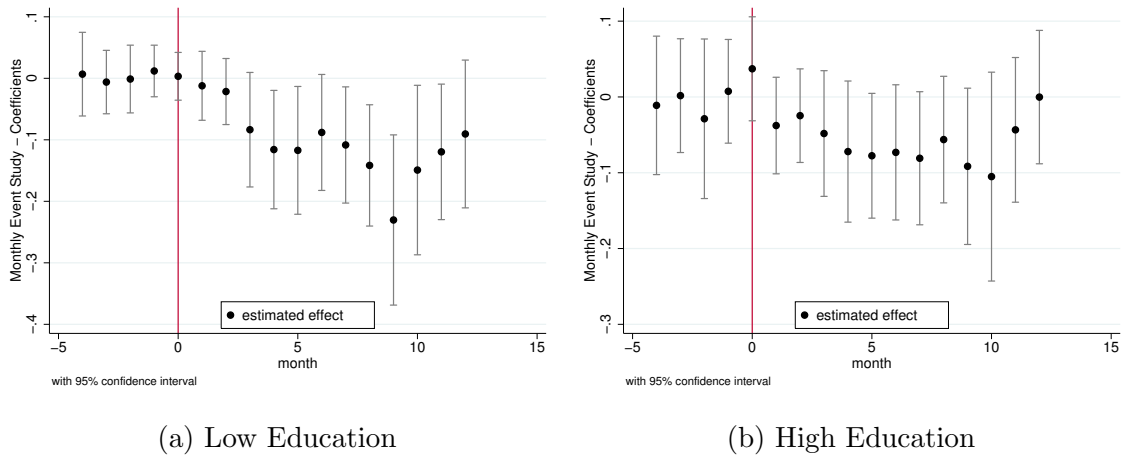 .1
0
−.1
−.2
−.3
−.4
Monthly Event Study − Coefficients
−5
0
5
10
15
month
estimated effect
with 95% confidence interval
(a) Low Education
.1
0
−.1
−.2
−.3
Monthly Event Study − Coefficients
−5
0
5
10
15
month
estimated effect
with 95% confidence interval
(b) High Education